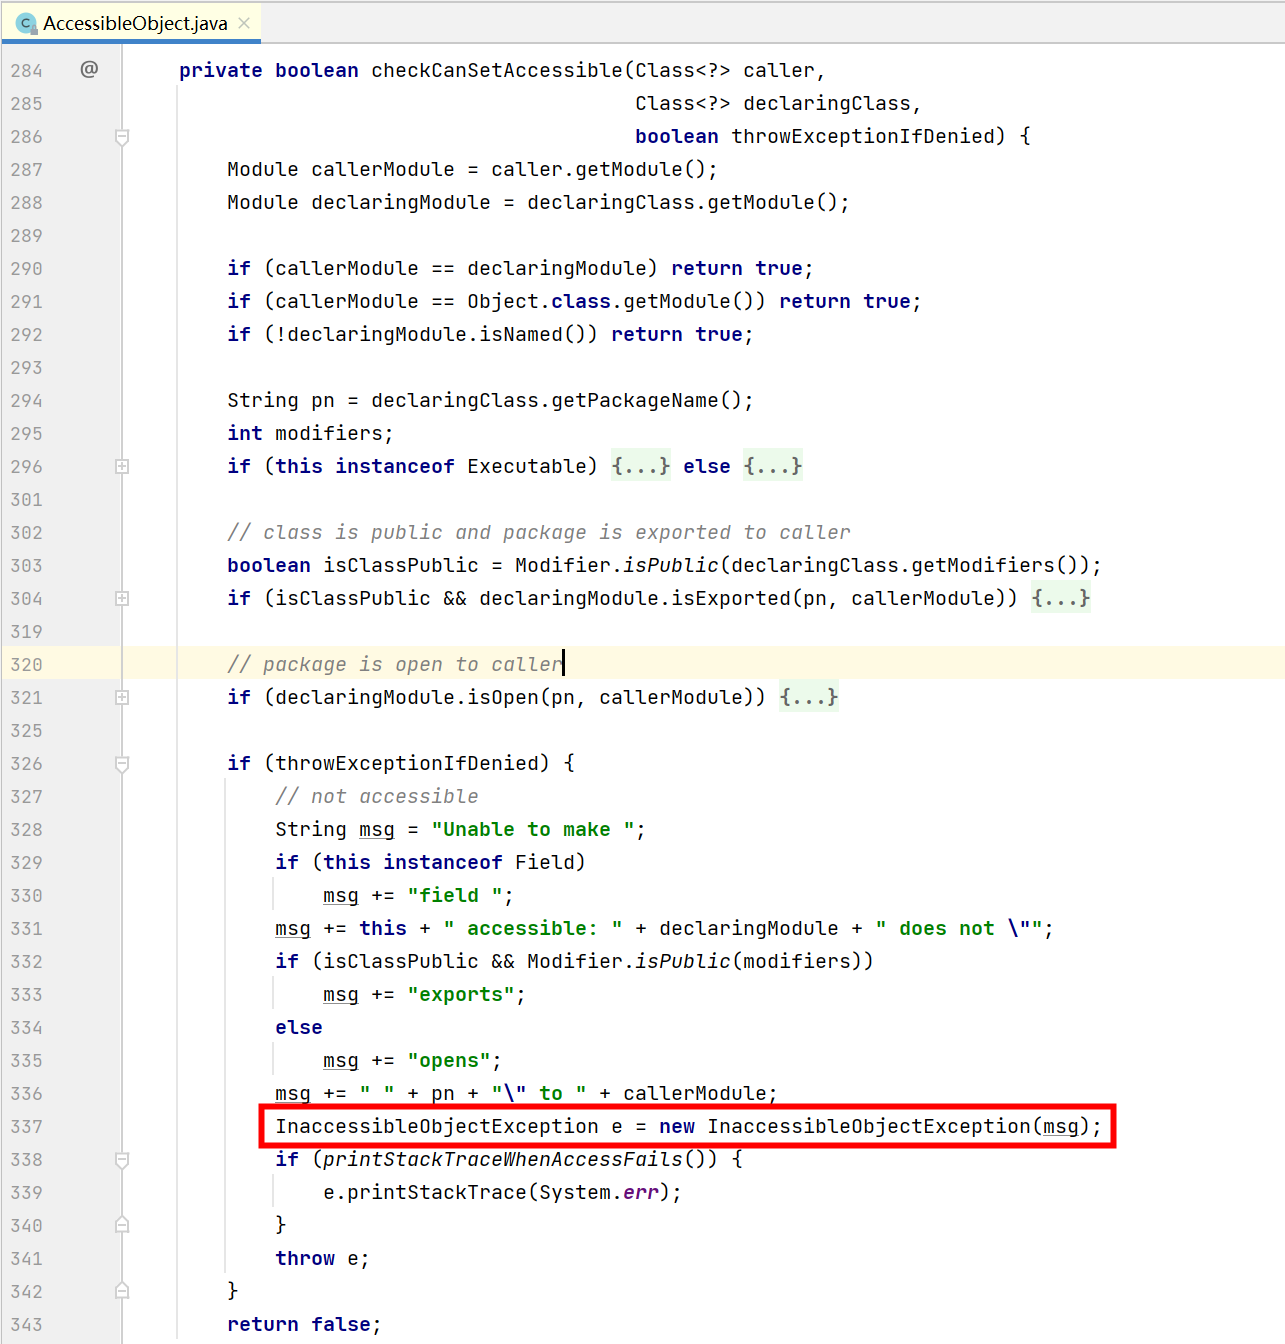 AccessibleObject.java
284 @ private boolean checkCanSetAccessible(Class<?> caller,
285 Class<?> declaringClass,
286 boolean throwExceptionIfDenied) {
287 Module callerModule = caller.getModule();
288 Module declaringModule = declaringClass.getModule();
289
290 if (callerModule == declaringModule) return true;
291 if (callerModule == Object.class.getModule()) return true;
292 if (!declaringModule.isNamed()) return true;
293
294 String pn = declaringClass.getPackageName();
295 int modifiers;
296 if (this instanceof Executable) {...} else {...}
301
302 // class is public and package is exported to caller
303 boolean isClassPublic = Modifier.isPublic(declaringClass.getModifiers());
304 if (isClassPublic && declaringModule.isExported(pn, callerModule)) {...}
319
320 // package is open to caller
321 if (declaringModule.isOpen(pn, callerModule)) {...}
325
326 if (throwExceptionIfDenied) {
327 // not accessible
328 String msg = "Unable to make ";
329 if (this instanceof Field)
330 msg += "field ";
331 msg += this + " accessible: " + declaringModule + " does not \"";
332 if (isClassPublic && Modifier.isPublic(modifiers))
333 msg += "exports";
334 else
335 msg += "opens";
336 msg += " " + pn + "\" to " + callerModule;
337 InaccessibleObjectException e = new InaccessibleObjectException(msg);
338 if (printStackTraceWhenAccessFails()) {
339 e.printStackTrace(System.err);
340 }
341 throw e;
342 }
343 return false;